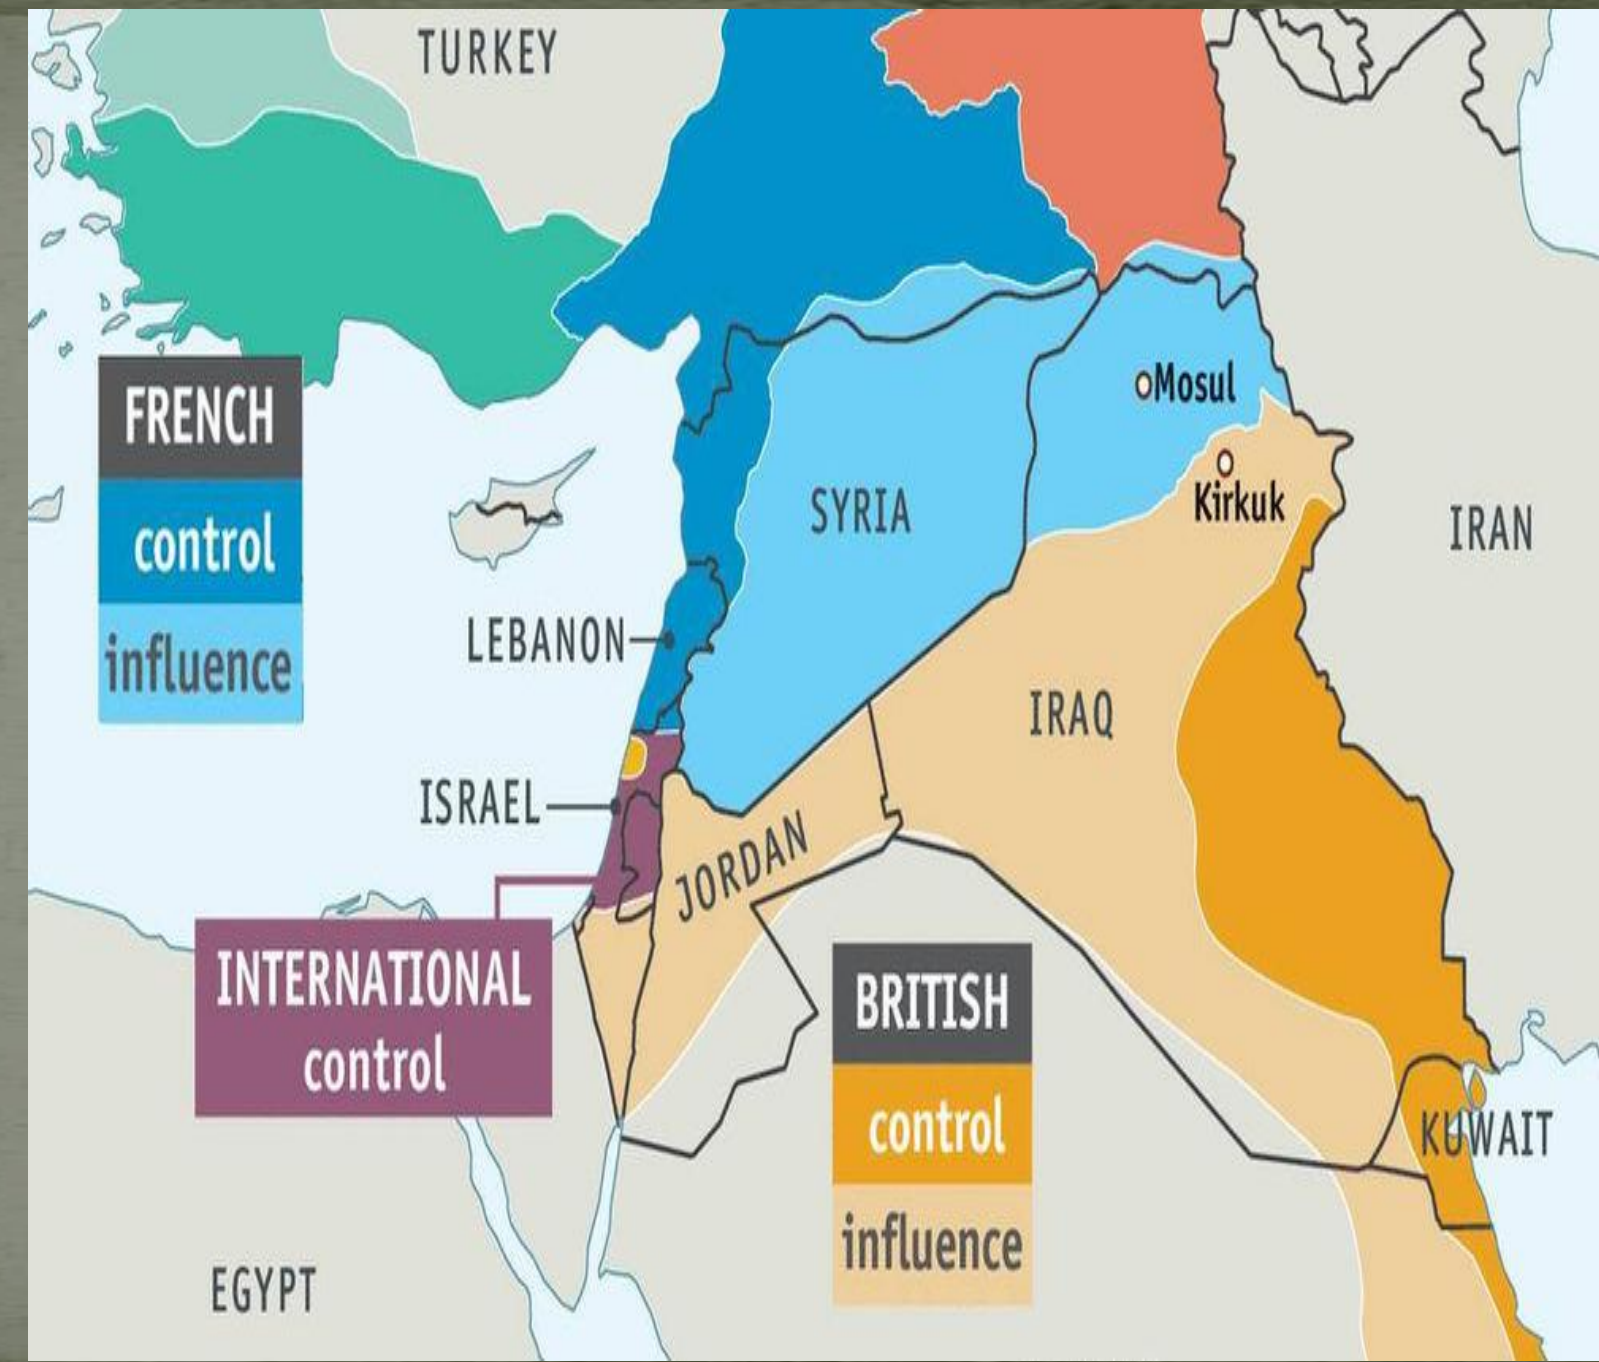 TURKEY
FRENCH
control
influence
Mosul
Kirkuk
SYRIA
IRAN
LEBANON
IRAQ
ISRAEL
JORDAN
INTERNATIONAL
control
BRITISH
control
influence
KUWAIT
EGYPT